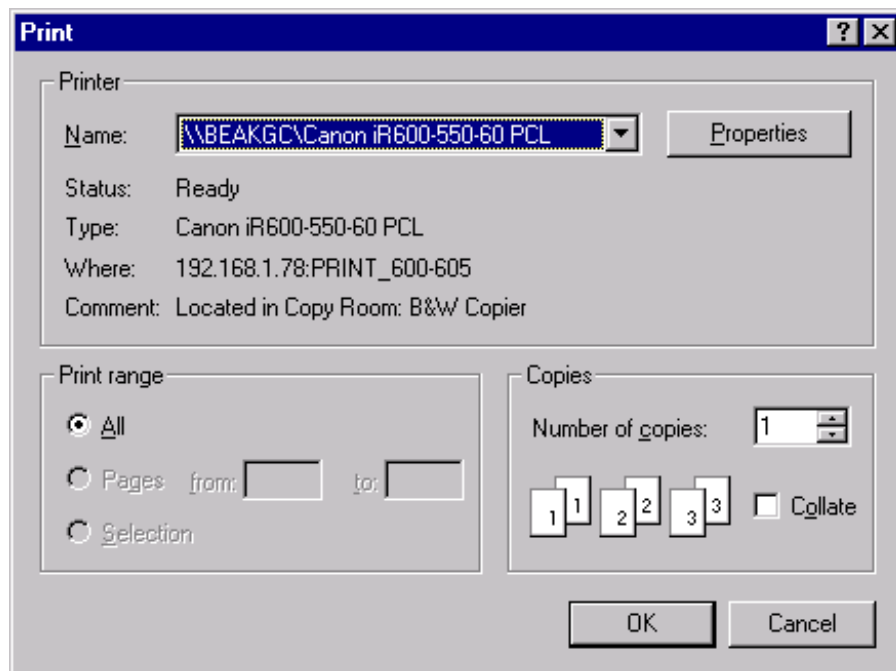 Print
Printer
Name: \\BEAKGC\Canon iR600-550-60 PCL Properties
Status: Ready
Type: Canon iR600-550-60 PCL
Where: 192.168.1.78:PRINT_600-605
Comment: Located in Copy Room: B&W Copier
Print range
All
Pages from: to:
Selection
Copies
Number of copies: 1
1 1 2 2 3 3 Collate
OK Cancel